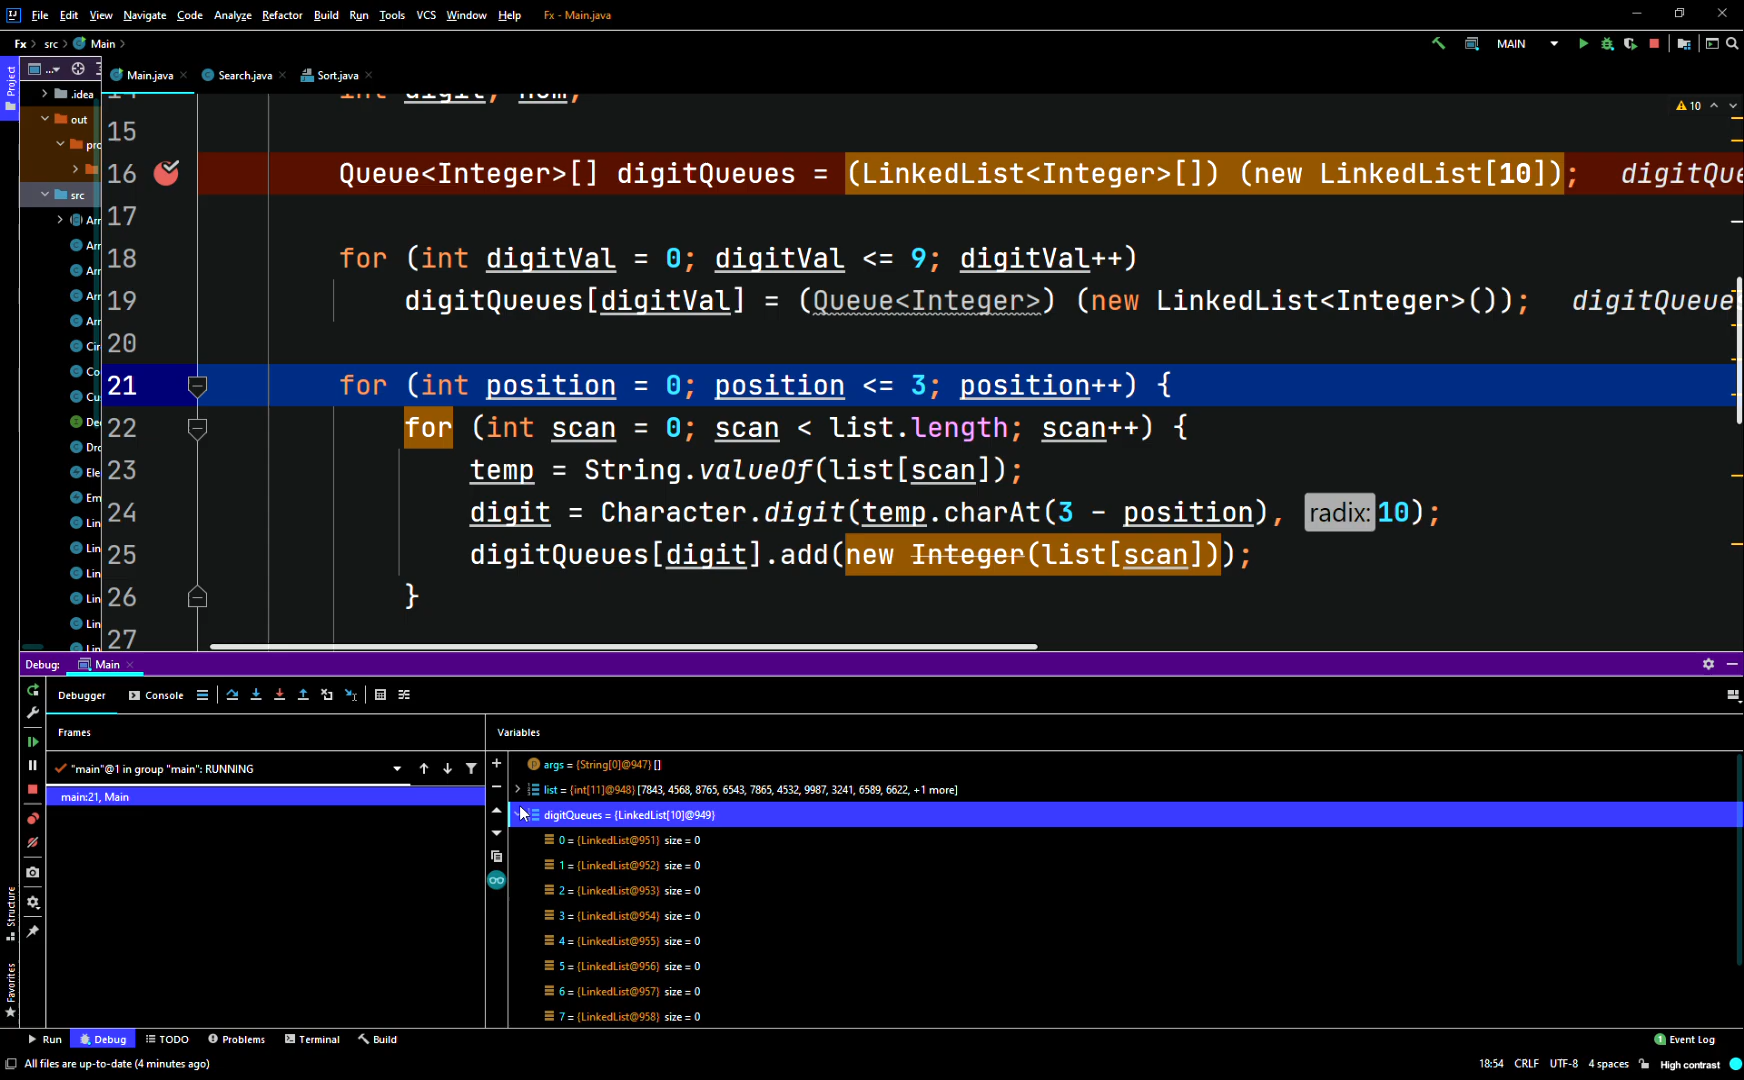 File Edit View Navigate Code Analyze Refactor Build Run Tools VCS Window Help Fx - Main.java
Fx src Main MAIN
Project ... Main.java Search.java Sort.java
.idea
out
src
10
15
16 Queue<Integer>[] digitQueues = (LinkedList<Integer>[]) (new LinkedList[10]); digitQue
17
18 for (int digitVal = 0; digitVal <= 9; digitVal++)
19 digitQueues[digitVal] = (Queue<Integer>) (new LinkedList<Integer>()); digitQueue
20
21 for (int position = 0; position <= 3; position++) {
22 for (int scan = 0; scan < list.length; scan++) {
23 temp = String.valueOf(list[scan]);
24 digit = Character.digit(temp.charAt(3 - position), radix: 10);
25 digitQueues[digit].add(new Integer(list[scan]));
26 }
27
Debug: Main
Debugger Console
Frames Variables
"main"@1 in group "main": RUNNING
main:21, Main
args = {String[0]@947} []
list = {int[11]@948} [7843, 4568, 8765, 6543, 7865, 4532, 9987, 3241, 6589, 6622, +1 more]
digitQueues = {LinkedList[10]@949}
0 = {LinkedList@951} size = 0
1 = {LinkedList@952} size = 0
2 = {LinkedList@953} size = 0
3 = {LinkedList@954} size = 0
4 = {LinkedList@955} size = 0
5 = {LinkedList@956} size = 0
6 = {LinkedList@957} size = 0
7 = {LinkedList@958} size = 0
Structure
Favorites
Run Debug TODO Problems Terminal Build 1 Event Log
All files are up-to-date (4 minutes ago) 18:54 CRLF UTF-8 4 spaces High contrast